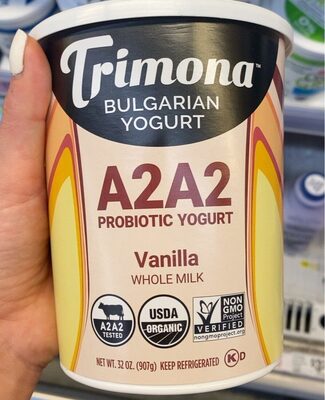 Trimona™
BULGARIAN
YOGURT
A2A2
PROBIOTIC YOGURT
Vanilla
WHOLE MILK
A2A2
TESTED
USDA
ORGANIC
NON
GMO
Project
VERIFIED
nongmoproject.org
NET WT. 32 OZ. (907g) KEEP REFRIGERATED
K D